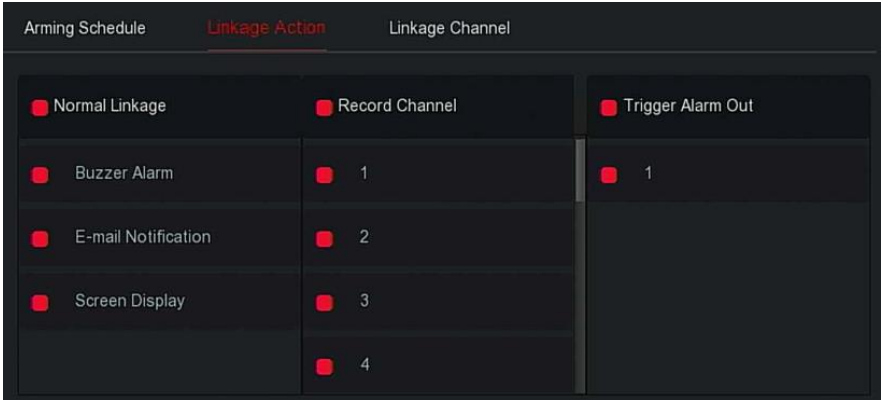 Arming Schedule Linkage Action Linkage Channel
Normal Linkage Record Channel Trigger Alarm Out
Buzzer Alarm 1 1
E-mail Notification 2
Screen Display 3
4